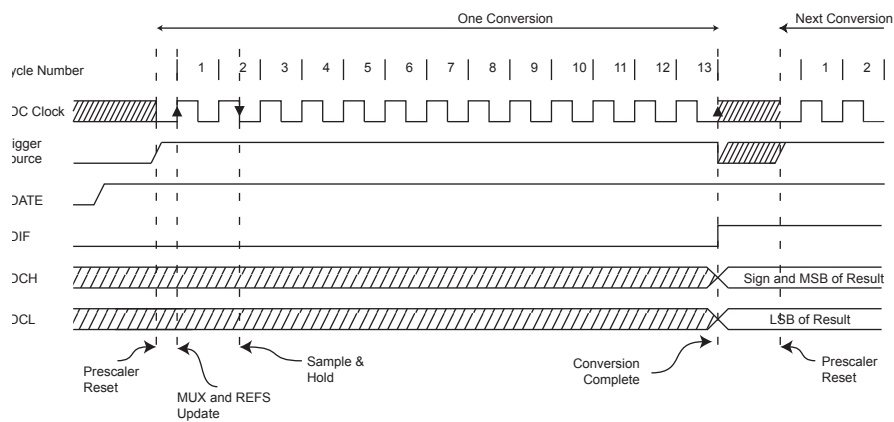 One Conversion
Next Conversion
ycle Number
1 2 3 4 5 6 7 8 9 10 11 12 13 1 2
DC Clock
rigger
ource
DATE
DIF
DCH
Sign and MSB of Result
DCL
LSB of Result
Prescaler
Reset
MUX and REFS
Update
Sample &
Hold
Conversion
Complete
Prescaler
Reset